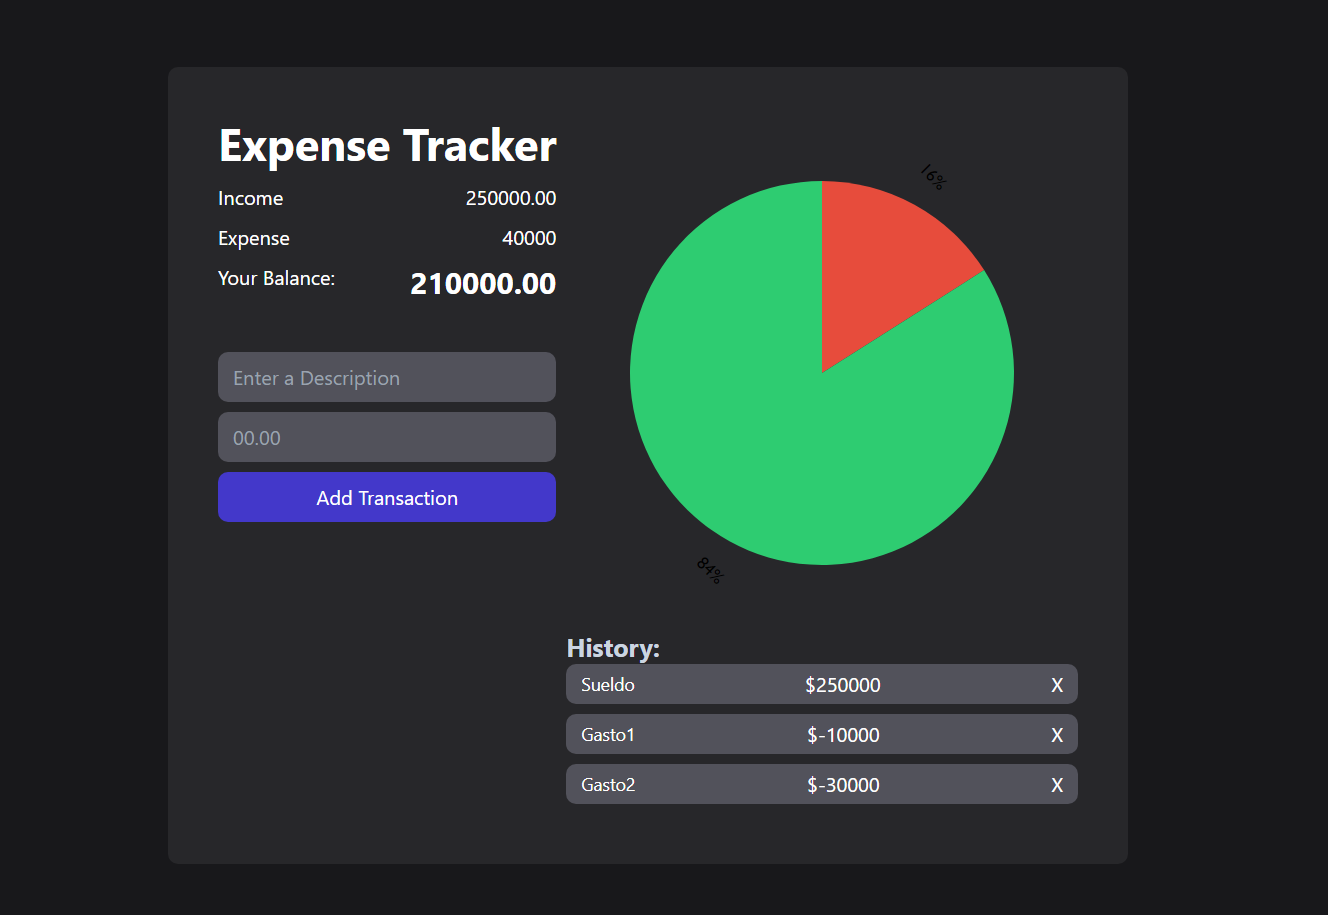 Expense Tracker
Income 250000.00
Expense 40000
Your Balance: 210000.00
Enter a Description
00.00
Add Transaction
16%
84%
History:
Sueldo $250000 X
Gasto1 $-10000 X
Gasto2 $-30000 X